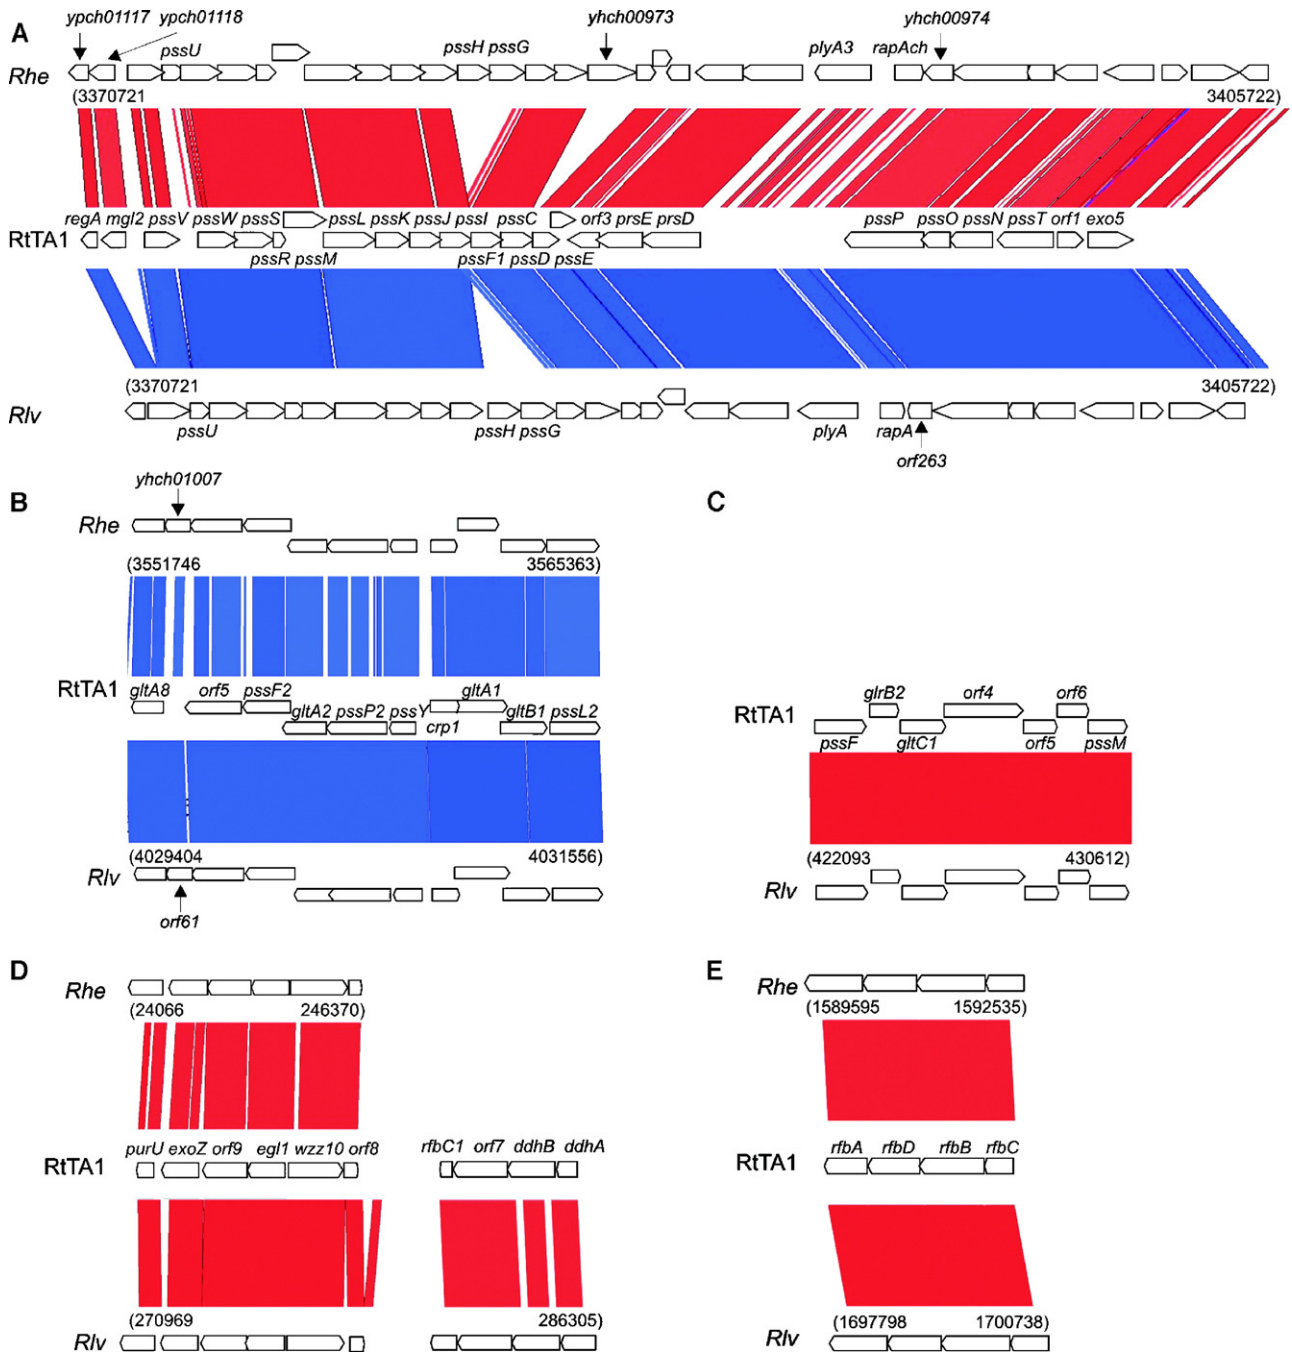 A
ypch01117 ypch01118 yhch00973 yhch00974
pssU pssH pssG plyA3 rapAch
Rhe
(3370721 3405722)
regA mgl2 pssV pssW pssS pssL pssK pssJ pssI pssC orf3 prsE prsD pssP pssO pssN pssT orf1 exo5
RtTA1
pssR pssM pssF1 pssD pssE
(3370721 3405722)
Rlv
pssU pssH pssG plyA rapA
orf263
B
yhch01007
Rhe
(3551746 3565363)
RtTA1
gltA8 orf5 pssF2 gltA1
gltA2 pssP2 pssY crp1 gltB1 pssL2
(4029404 4031556)
Rlv
orf61
C
glrB2 orf4 orf6
RtTA1
pssF gltC1 orf5 pssM
(422093 430612)
Rlv
D
Rhe
(24066 246370)
purU exoZ orf9 egl1 wzz10 orf8 rfbC1 orf7 ddhB ddhA
RtTA1
(270969 286305)
Rlv
E
Rhe
(1589595 1592535)
rfbA rfbD rfbB rfbC
RtTA1
(1697798 1700738)
Rlv